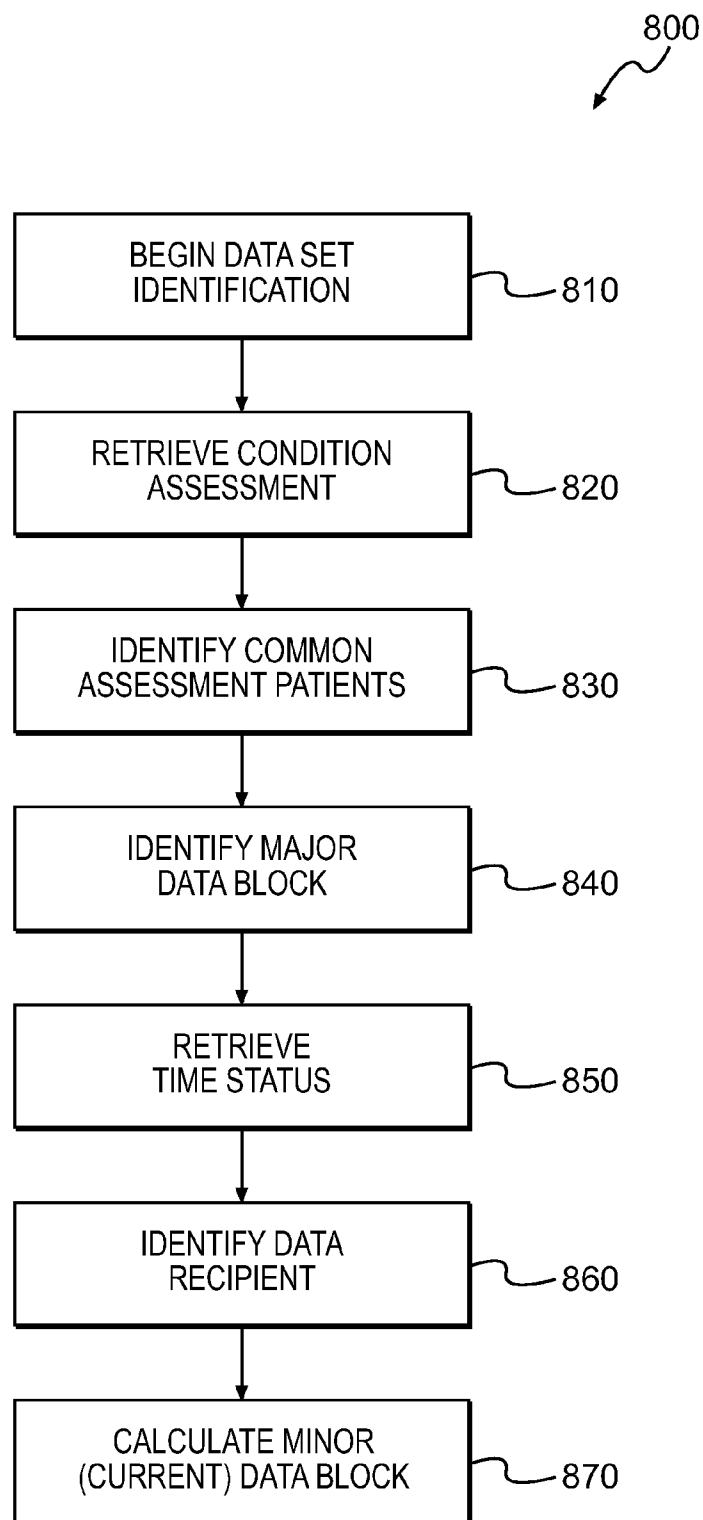 800
BEGIN DATA SET
IDENTIFICATION
810
RETRIEVE CONDITION
ASSESSMENT
820
IDENTIFY COMMON
ASSESSMENT PATIENTS
830
IDENTIFY MAJOR
DATA BLOCK
840
RETRIEVE
TIME STATUS
850
IDENTIFY DATA
RECIPIENT
860
CALCULATE MINOR
(CURRENT) DATA BLOCK
870